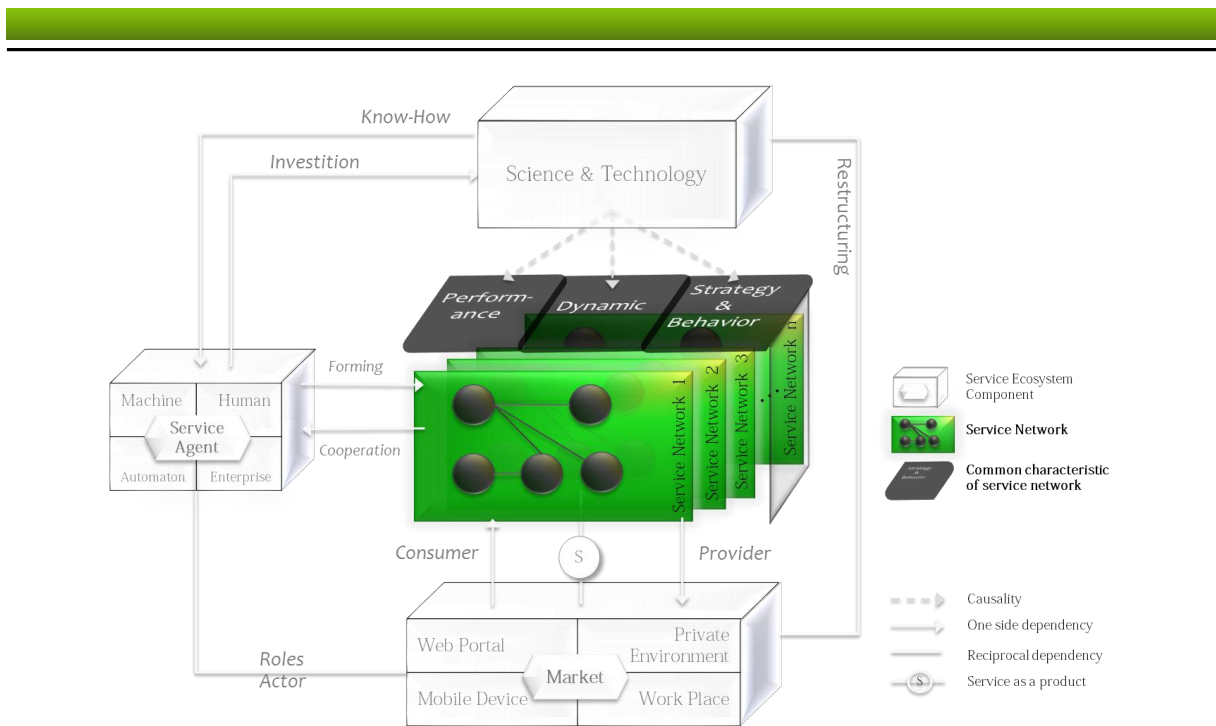 Know-How
Investition
Science & Technology
Restructuring
Perform-
ance
Dynamic
Strategy
&
Behavior
Machine
Human
Service
Agent
Automaton
Enterprise
Forming
Cooperation
Service Network 1
Service Network 2
Service Network 3
...
Service Network n
Consumer
S
Provider
Roles
Actor
Web Portal
Private
Environment
Market
Mobile Device
Work Place
Service Ecosystem
Component
Service Network
Strategy
&
Behavior
Common characteristic
of service network
Causality
One side dependency
Reciprocal dependency
S
Service as a product